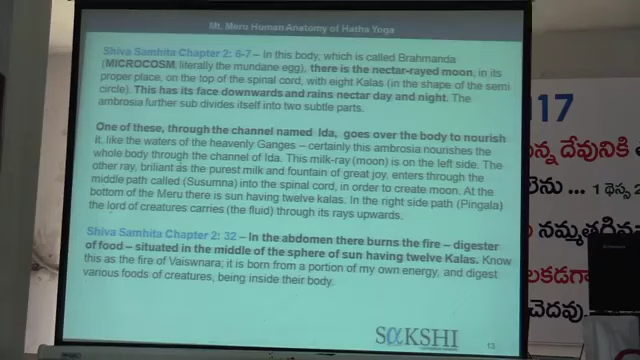 Mt. Meru Human Anatomy of Hatha Yoga
Shiva Samhita Chapter 2: 6-7 – In this body, which is called Brahmanda
(MICROCOSM, literally the mundane egg), there is the nectar-rayed moon, in its
proper place, on the top of the spinal cord, with eight Kalas (in the shape of the semi
circle). This has its face downwards and rains nectar day and night. The
ambrosia further sub divides itself into two subtle parts.
One of these, through the channel named Ida, goes over the body to nourish
it, like the waters of the heavenly Ganges – certainly this ambrosia nourishes the
whole body through the channel of Ida. This milk-ray (moon) is on the left side. The
other ray, briliant as the purest milk and fountain of great joy, enters through the
middle path called (Susumna) into the spinal cord, in order to create moon. At the
bottom of the Meru there is sun having twelve kalas. In the right side path (Pingala)
the lord of creatures carries (the fluid) through its rays upwards.
Shiva Samhita Chapter 2: 32 – In the abdomen there burns the fire – digester
of food – situated in the middle of the sphere of sun having twelve Kalas. Know
this as the fire of Vaiswnara; it is born from a portion of my own energy, and digest
various foods of creatures, being inside their body.
SαKSHI
13
17
న్న దేవునికి
లెను ... 1 థెస్స
నమ్మతగిన
లకడగా
చెదవు